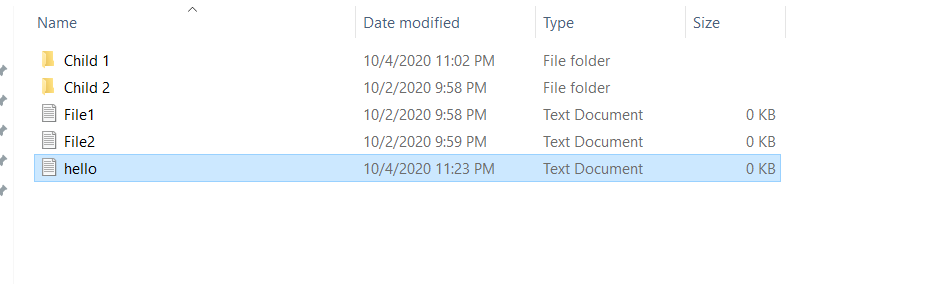 Name Date modified Type Size
Child 1 10/4/2020 11:02 PM File folder
Child 2 10/2/2020 9:58 PM File folder
File1 10/2/2020 9:58 PM Text Document 0 KB
File2 10/2/2020 9:59 PM Text Document 0 KB
hello 10/4/2020 11:23 PM Text Document 0 KB